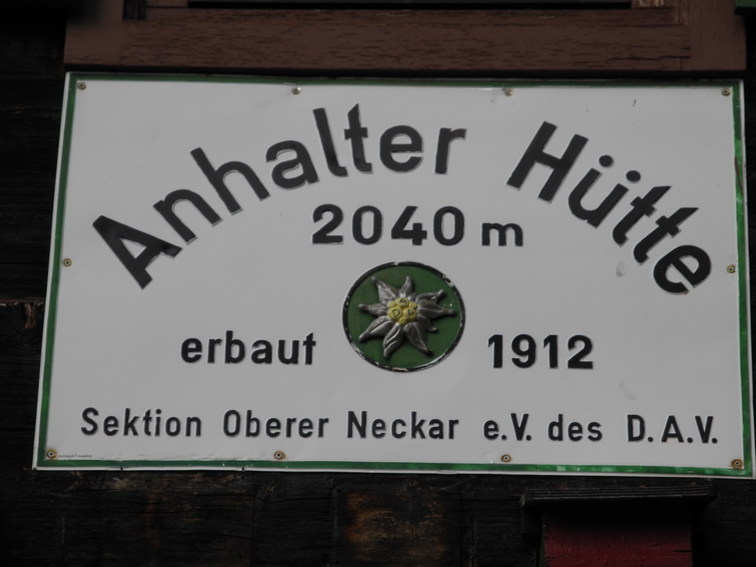 Anhalter Hütte
2040 m
erbaut 1912
Sektion Oberer Neckar e.V. des D.A.V.